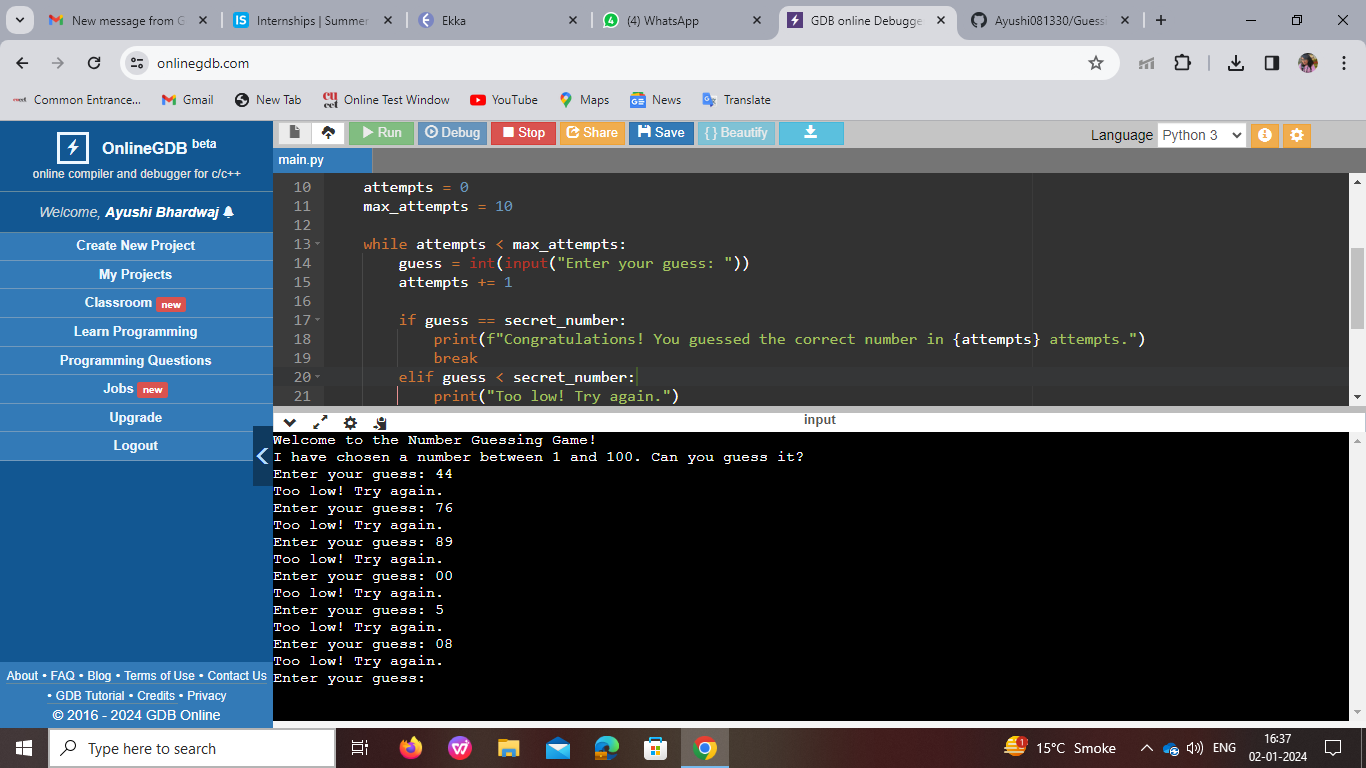 New message from G
Internships | Summer
Ekka
(4) WhatsApp
GDB online Debugge
Ayushi081330/Guess
onlinegdb.com
Common Entrance...
Gmail
New Tab
Online Test Window
YouTube
Maps
News
Translate
OnlineGDB beta
online compiler and debugger for c/c++
Welcome, Ayushi Bhardwaj
Create New Project
My Projects
Classroom new
Learn Programming
Programming Questions
Jobs new
Upgrade
Logout
About • FAQ • Blog • Terms of Use • Contact Us
• GDB Tutorial • Credits • Privacy
© 2016 - 2024 GDB Online
Run
Debug
Stop
Share
Save
{ } Beautify
Language Python 3
main.py
10 attempts = 0
11 max_attempts = 10
12
13 while attempts < max_attempts:
14 guess = int(input("Enter your guess: "))
15 attempts += 1
16
17 if guess == secret_number:
18 print(f"Congratulations! You guessed the correct number in {attempts} attempts.")
19 break
20 elif guess < secret_number:
21 print("Too low! Try again.")
input
Welcome to the Number Guessing Game!
I have chosen a number between 1 and 100. Can you guess it?
Enter your guess: 44
Too low! Try again.
Enter your guess: 76
Too low! Try again.
Enter your guess: 89
Too low! Try again.
Enter your guess: 00
Too low! Try again.
Enter your guess: 5
Too low! Try again.
Enter your guess: 08
Too low! Try again.
Enter your guess:
Type here to search
15°C Smoke
ENG
16:37
02-01-2024